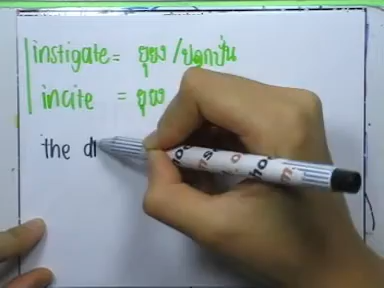 instigate = ยุยง / ปลุกปั่น
incite = ยุยง
the d